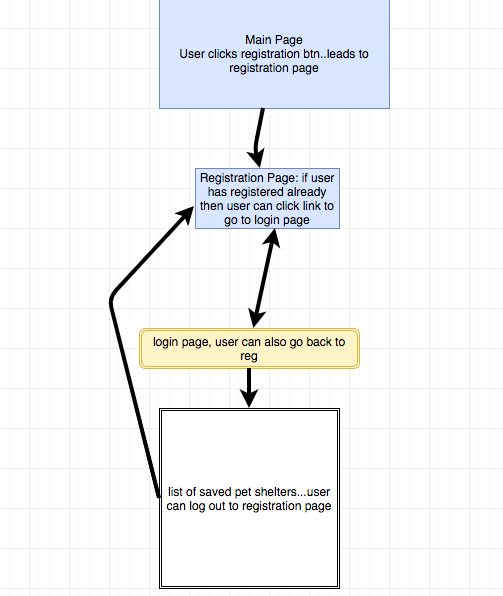 Main Page
User clicks registration btn..leads to
registration page
Registration Page: if user
has registered already
then user can click link to
go to login page
login page, user can also go back to
reg
list of saved pet shelters...user
can log out to registration page